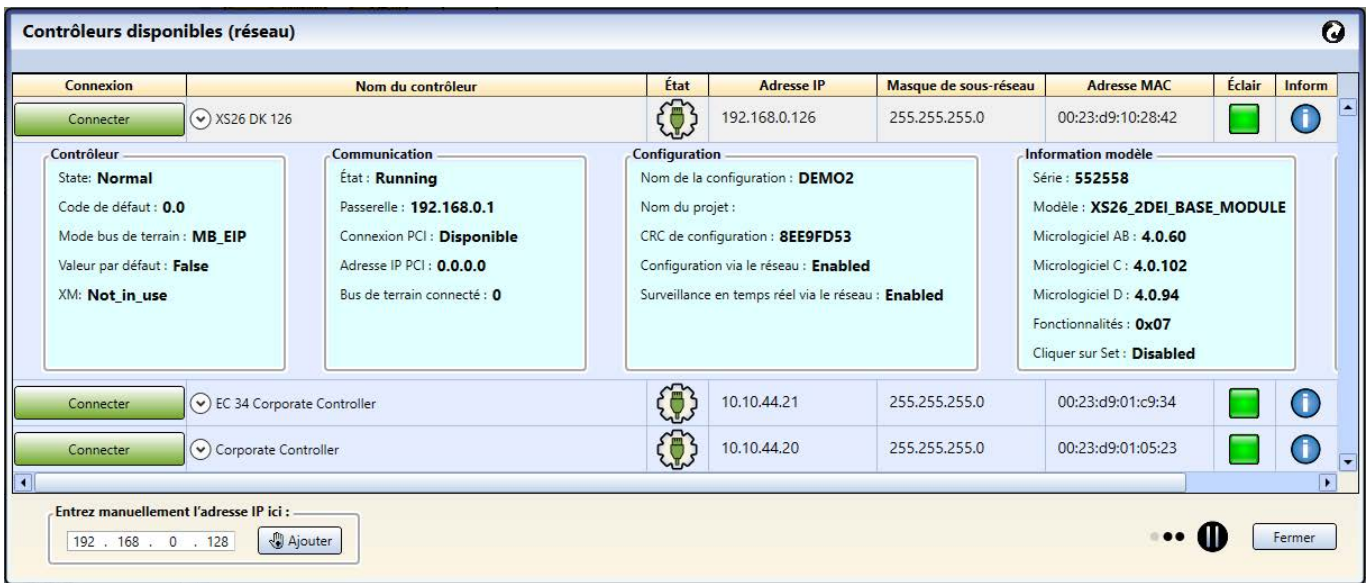 Contrôleurs disponibles (réseau)
Connexion Nom du contrôleur État Adresse IP Masque de sous-réseau Adresse MAC Éclair Inform
Connecter XS26 DK 126 192.168.0.126 255.255.255.0 00:23:d9:10:28:42
Contrôleur
State: Normal
Code de défaut : 0.0
Mode bus de terrain : MB_EIP
Valeur par défaut : False
XM: Not_in_use
Communication
État : Running
Passerelle : 192.168.0.1
Connexion PCI : Disponible
Adresse IP PCI : 0.0.0.0
Bus de terrain connecté : 0
Configuration
Nom de la configuration : DEMO2
Nom du projet :
CRC de configuration : 8EE9FD53
Configuration via le réseau : Enabled
Surveillance en temps réel via le réseau : Enabled
Information modèle
Série : 552558
Modèle : XS26_2DEI_BASE_MODULE
Micrologiciel AB : 4.0.60
Micrologiciel C : 4.0.102
Micrologiciel D : 4.0.94
Fonctionnalités : 0x07
Cliquer sur Set : Disabled
Connecter EC 34 Corporate Controller 10.10.44.21 255.255.255.0 00:23:d9:01:c9:34
Connecter Corporate Controller 10.10.44.20 255.255.255.0 00:23:d9:01:05:23
Entrez manuellement l'adresse IP ici :
192 . 168 . 0 . 128 Ajouter
Fermer